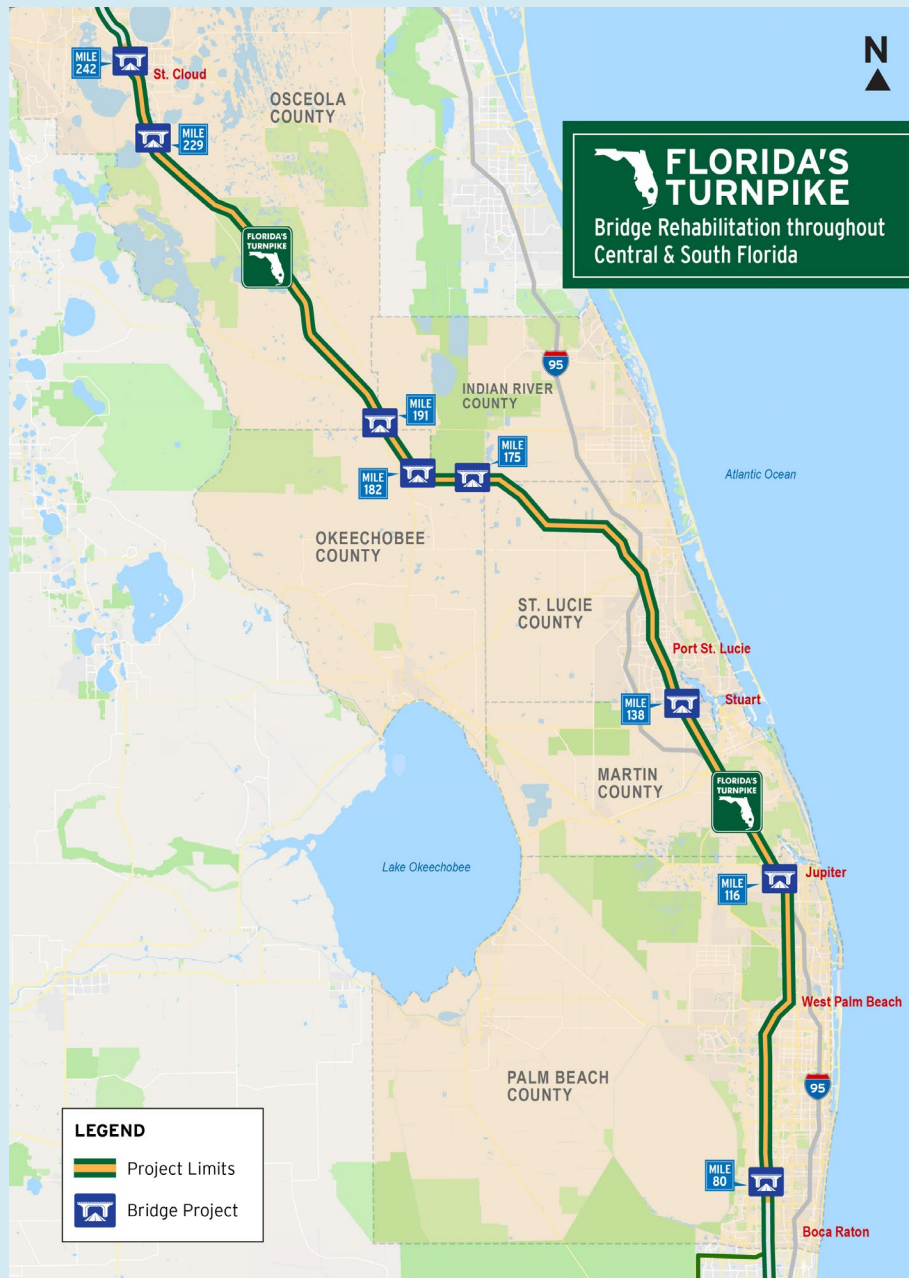 N
FLORIDA'S
TURNPIKE
Bridge Rehabilitation throughout
Central & South Florida
MILE
242
St. Cloud
OSCEOLA
COUNTY
MILE
229
FLORIDA'S
TURNPIKE
95
INDIAN RIVER
COUNTY
MILE
191
MILE
175
MILE
182
Atlantic Ocean
OKEECHOBEE
COUNTY
ST. LUCIE
COUNTY
Port St. Lucie
MILE
138
Stuart
MARTIN
COUNTY
FLORIDA'S
TURNPIKE
Lake Okeechobee
Jupiter
MILE
116
West Palm Beach
PALM BEACH
COUNTY
95
LEGEND
Project Limits
Bridge Project
MILE
80
Boca Raton